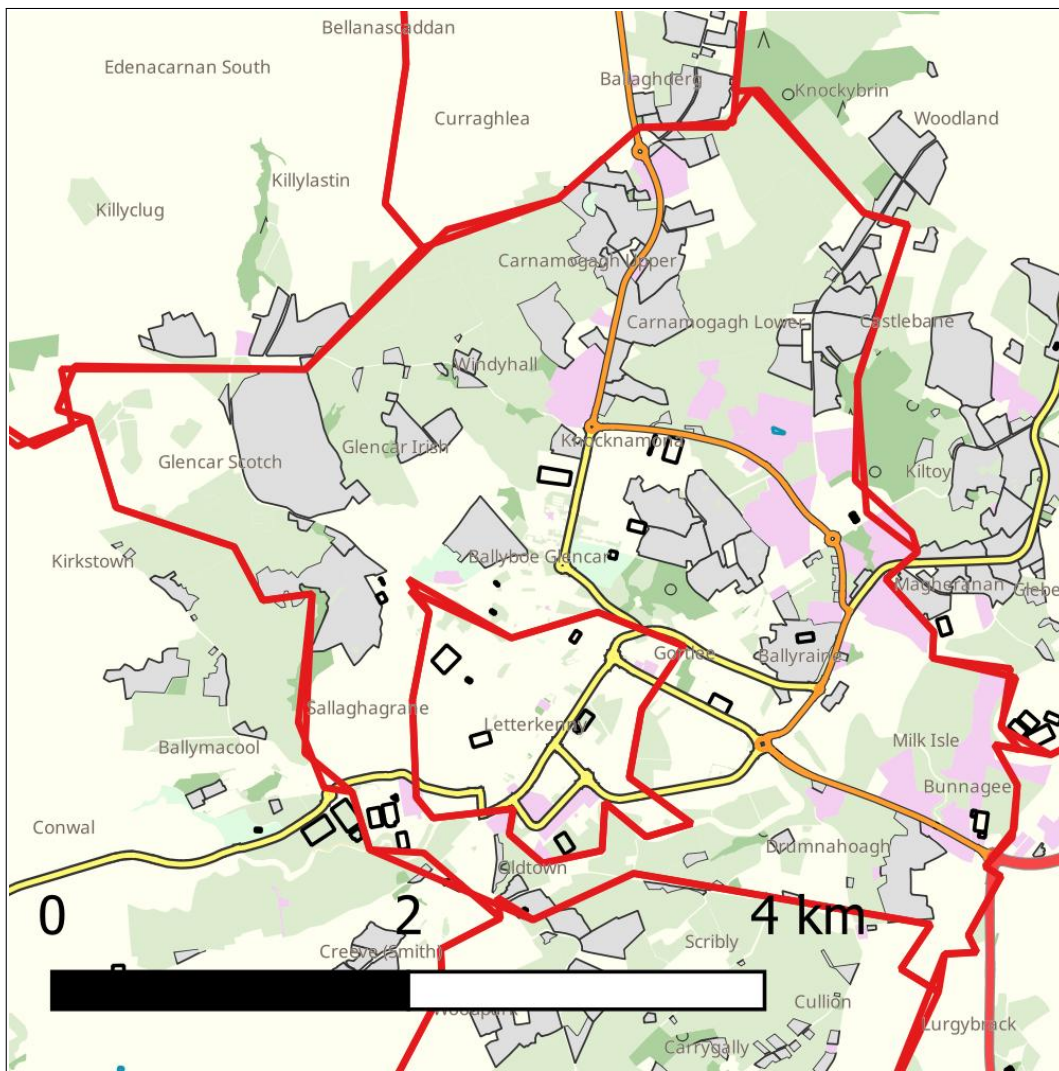 Bellanascaddan
Edenacarnan South
Ballaghderg
Knockybrin
Curraghlea
Woodland
Killylastin
Killyclug
Carnamogagh Upper
Carnamogagh Lower
Castlebane
Windyhall
Knocknamona
Glencar Irish
Glencar Scotch
Kiltoy
Ballyboe Glencar
Kirkstown
Magheranan
Glebe
Gortlee
Ballyraine
Sallaghagrane
Letterkenny
Ballymacool
Milk Isle
Bunnagee
Conwal
Drumnahoagh
Oldtown
0 2 4 km
Creeve (Smith)
Scribly
Cullion
Woodpark
Lurgybrack
Carrygally